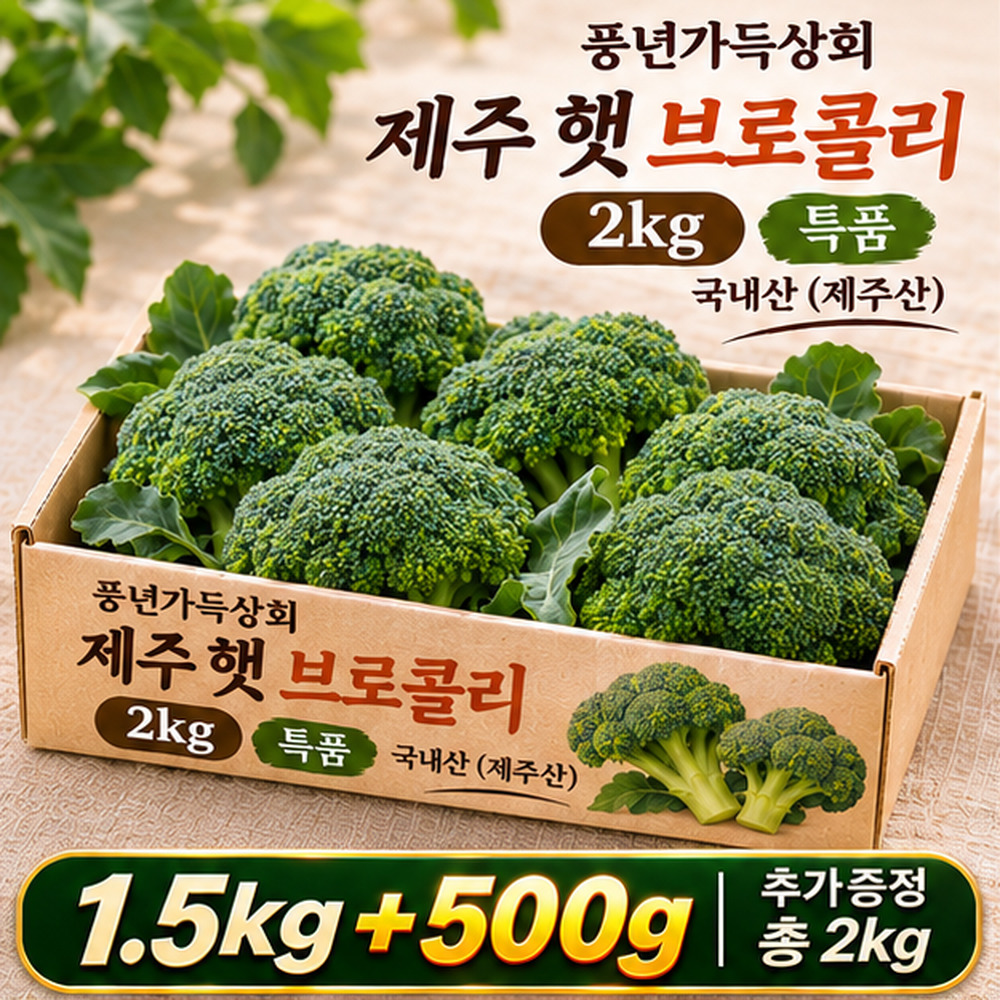 풍년가득상회
제주 햇 브로콜리
2kg 특품
국내산 (제주산)
풍년가득상회
제주 햇 브로콜리
2kg 특품 국내산 (제주산)
1.5kg+500g
추가증정
총 2kg